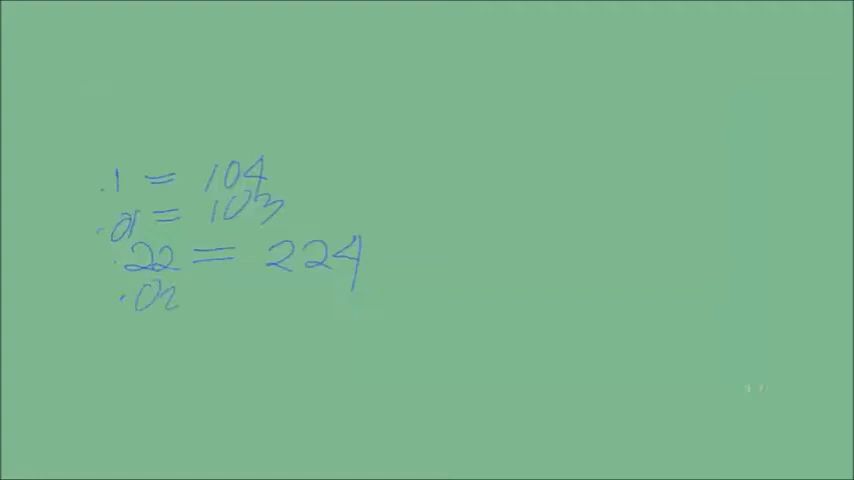 .1 = 104
.01 = 103
.22 = 224
.02